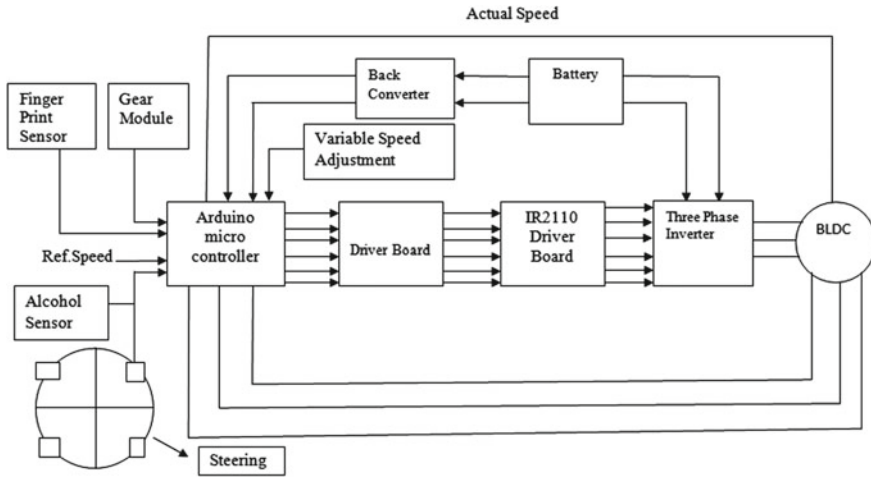 Actual Speed
Finger
Print
Sensor
Gear
Module
Back
Converter
Battery
Variable Speed
Adjustment
Arduino
micro
controller
Driver Board
IR2110
Driver
Board
Three Phase
Inverter
BLDC
Ref.Speed
Alcohol
Sensor
Steering